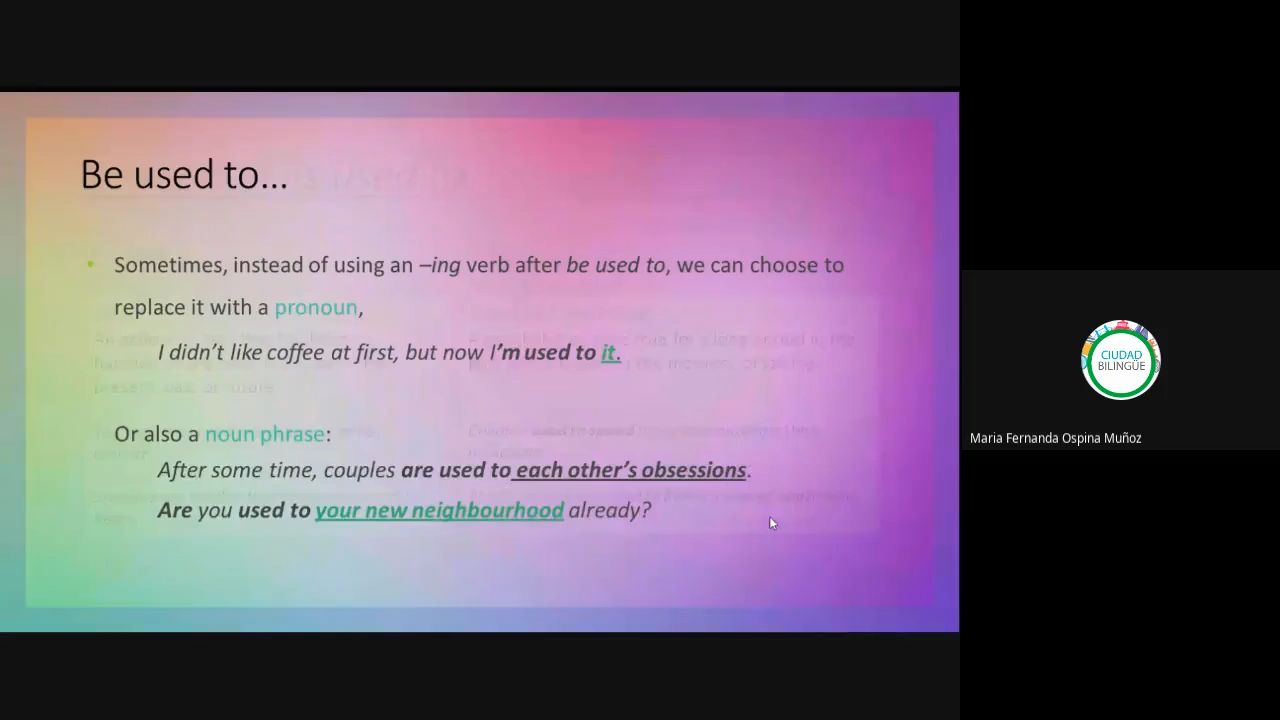 Be used to...
• Sometimes, instead of using an –ing verb after be used to, we can choose to
replace it with a pronoun,
I didn't like coffee at first, but now I'm used to it.
Or also a noun phrase:
After some time, couples are used to each other's obsessions.
Are you used to your new neighbourhood already?
CIUDAD
BILINGÜE
Maria Fernanda Ospina Muñoz